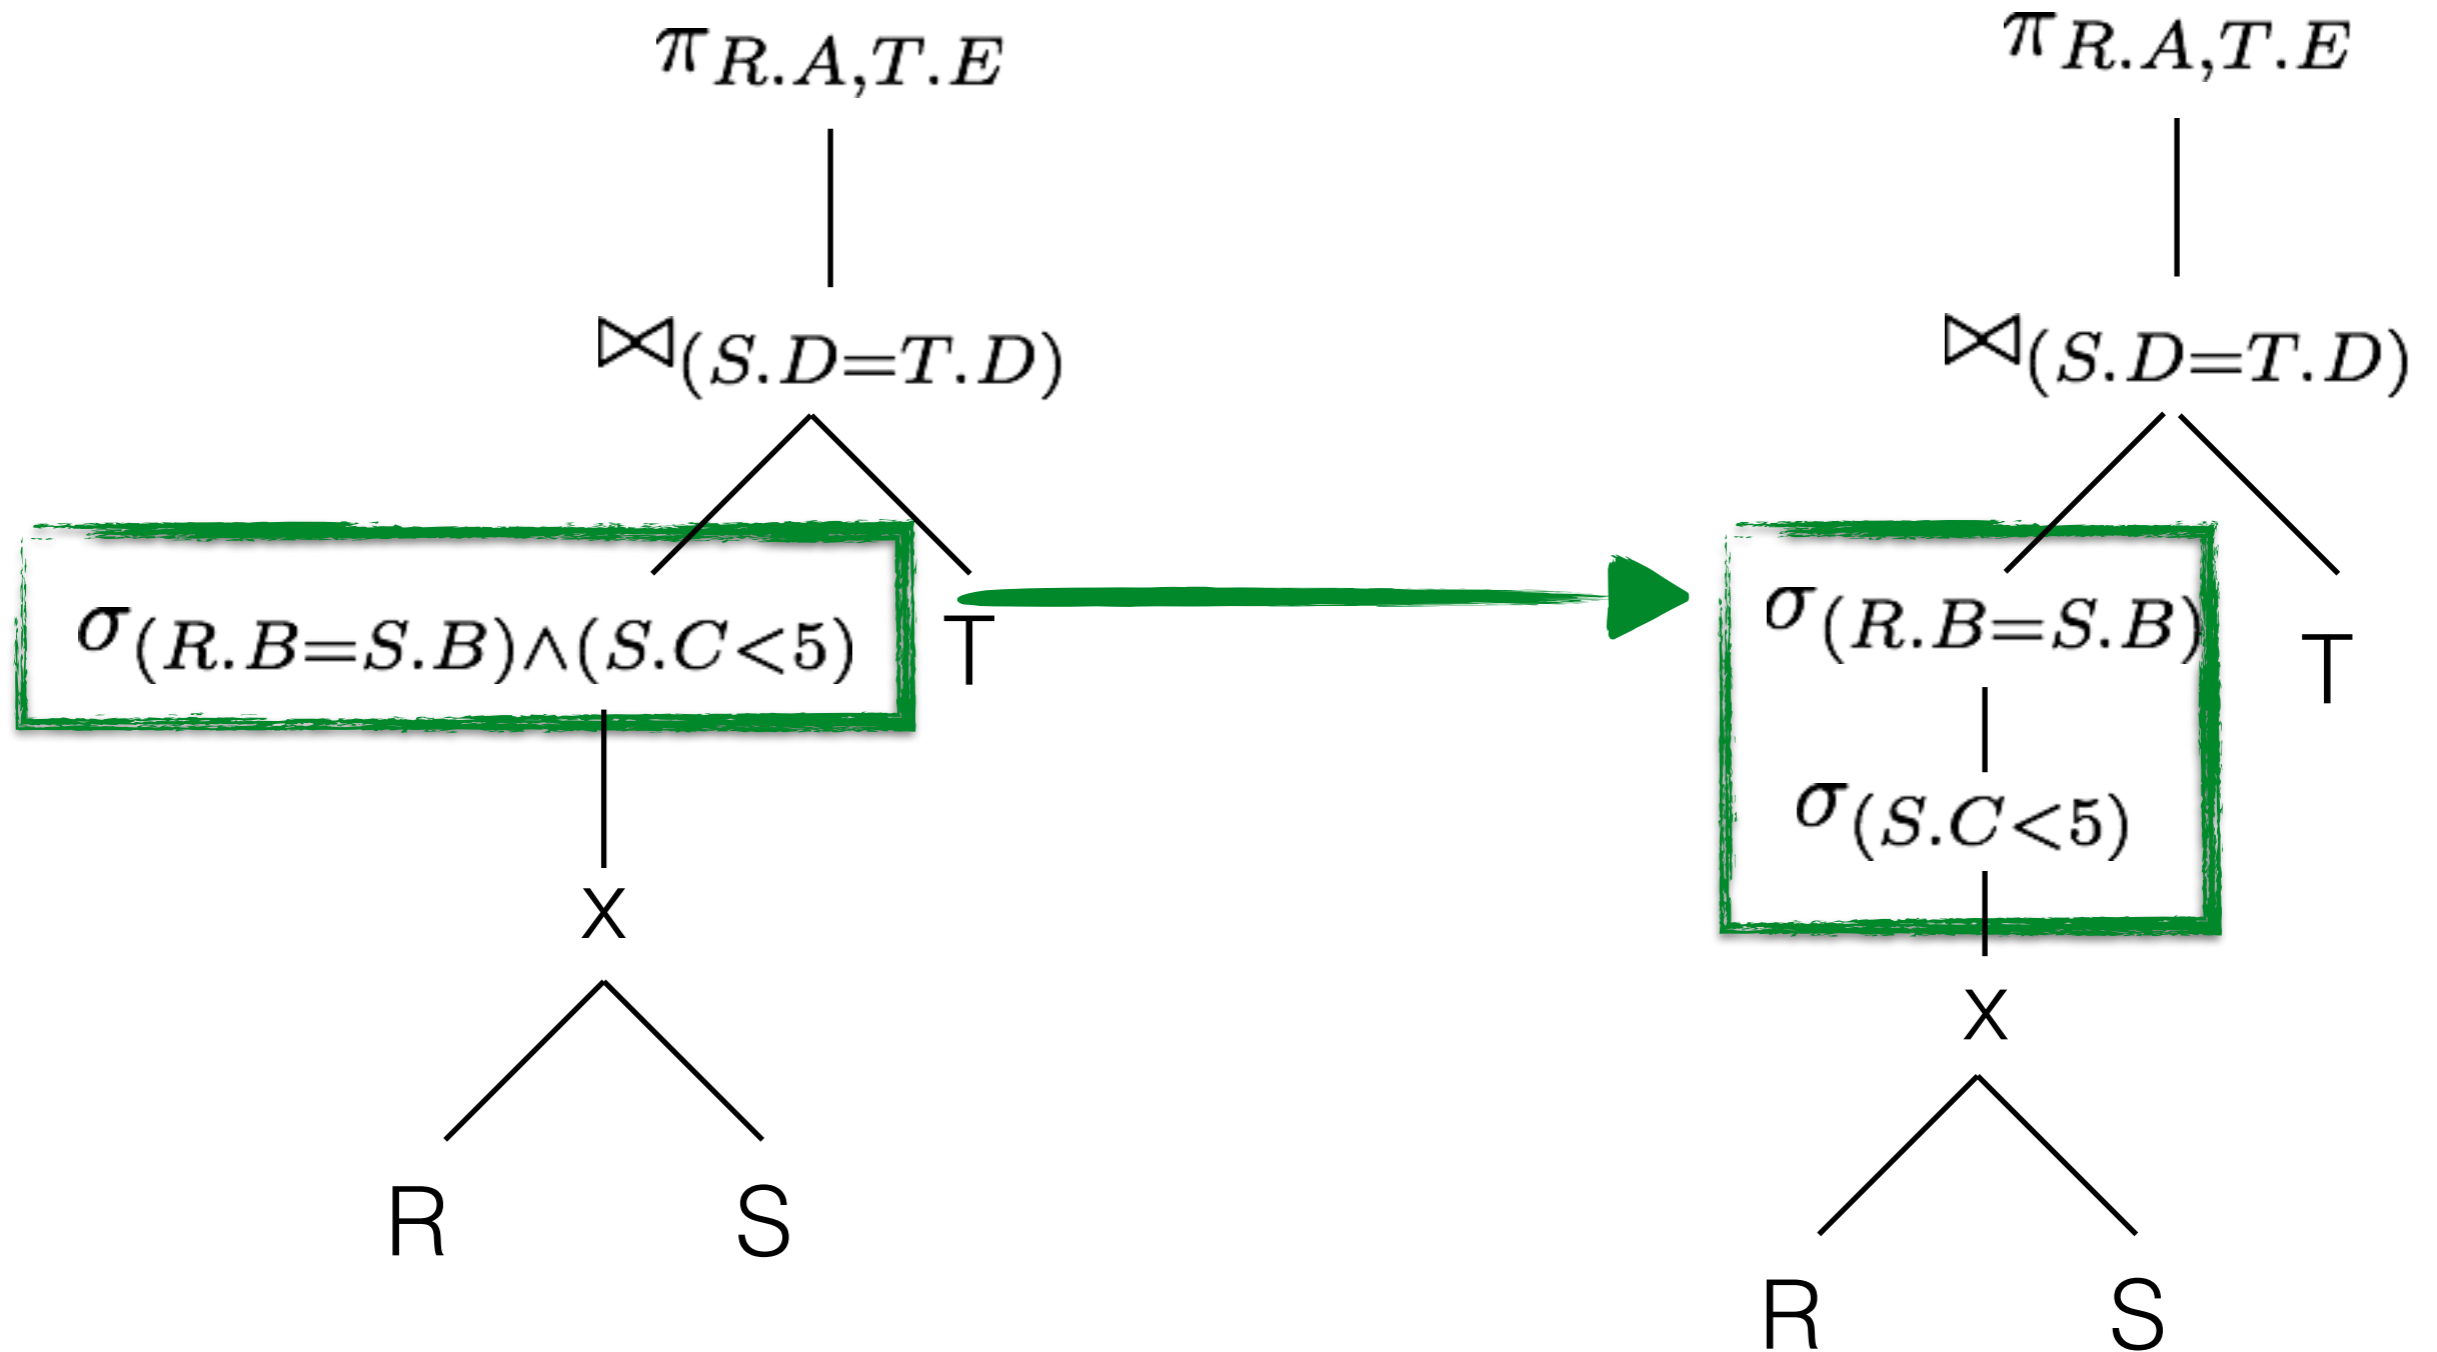 π R.A,T.E
⋈(S.D=T.D)
σ(R.B=S.B)∧(S.C<5)
T
x
R S
π R.A,T.E
⋈(S.D=T.D)
σ(R.B=S.B)
T
σ(S.C<5)
x
R S